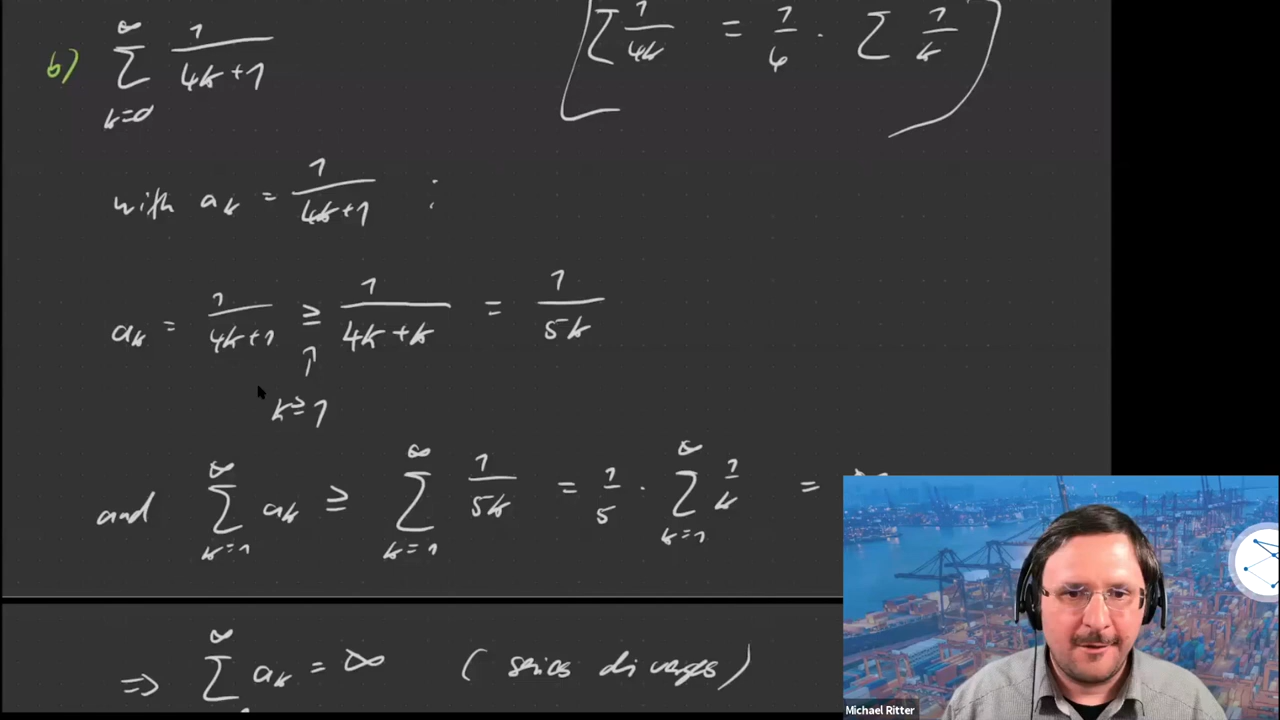 b) ∑_{k=0}^{∞} 1/(4k+1)
[∑ 1/4k = 1/4 · ∑ 1/k]
with a_k = 1/(4k+1) :
a_k = 1/(4k+1) ≥ 1/(4k+k) = 1/5k
↑
k≥1
and ∑_{k=1}^{∞} a_k ≥ ∑_{k=1}^{∞} 1/5k = 1/5 · ∑_{k=1}^{∞} 1/k = ∞
⇒ ∑^{∞} a_k = ∞ (series diverges)
Michael Ritter